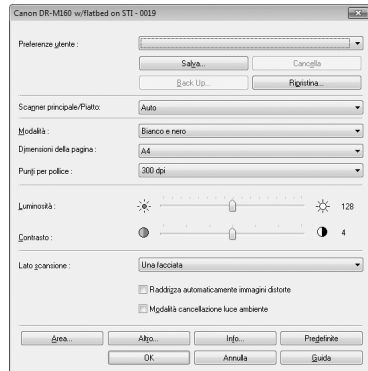 Canon DR-M160 w/flatbed on STI - 0019
Preferenze utente :
Salva... Cancella
Back Up... Ripristina...
Scanner principale/Piatto: Auto
Modalità : Bianco e nero
Dimensioni della pagina : A4
Punti per pollice : 300 dpi
Luminosità : 128
Contrasto : 4
Lato scansione : Una facciata
Raddrizza automaticamente immagini distorte
Modalità cancellazione luce ambiente
Area... Altro... Info... Predefinite
OK Annulla Guida